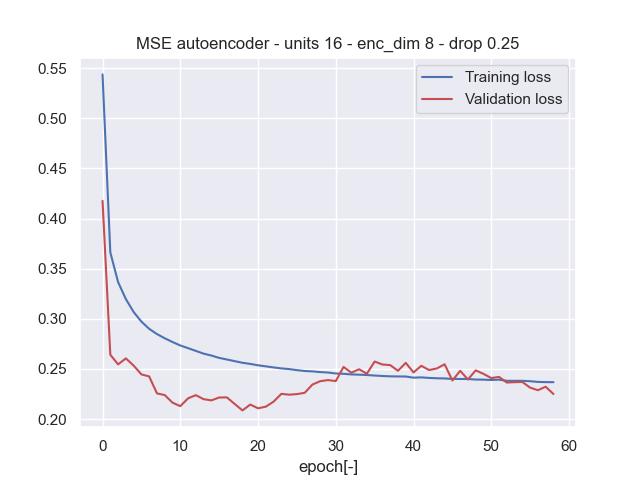 MSE autoencoder - units 16 - enc_dim 8 - drop 0.25
Training loss
Validation loss
0.55
0.50
0.45
0.40
0.35
0.30
0.25
0.20
0 10 20 30 40 50 60
epoch[-]